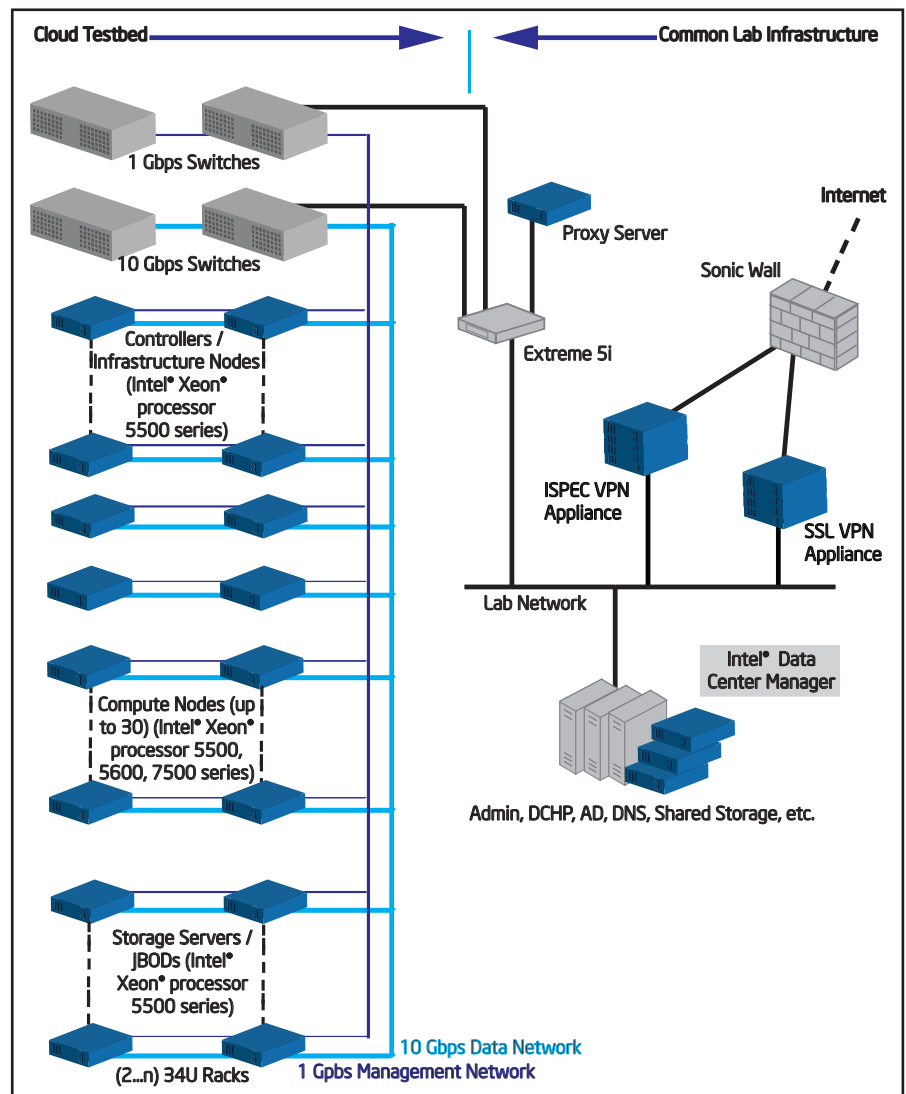 Cloud Testbed
Common Lab Infrastructure
1 Gbps Switches
10 Gbps Switches
Proxy Server
Internet
Sonic Wall
Extreme 5i
Controllers /
Infrastructure Nodes
(Intel® Xeon®
processor
5500 series)
ISPEC VPN
Appliance
SSL VPN
Appliance
Lab Network
Intel® Data
Center Manager
Compute Nodes (up
to 30) (Intel® Xeon®
processor 5500,
5600, 7500 series)
Admin, DCHP, AD, DNS, Shared Storage, etc.
Storage Servers /
JBODs (Intel®
Xeon® processor
5500 series)
10 Gbps Data Network
1 Gpbs Management Network
(2...n) 34U Racks